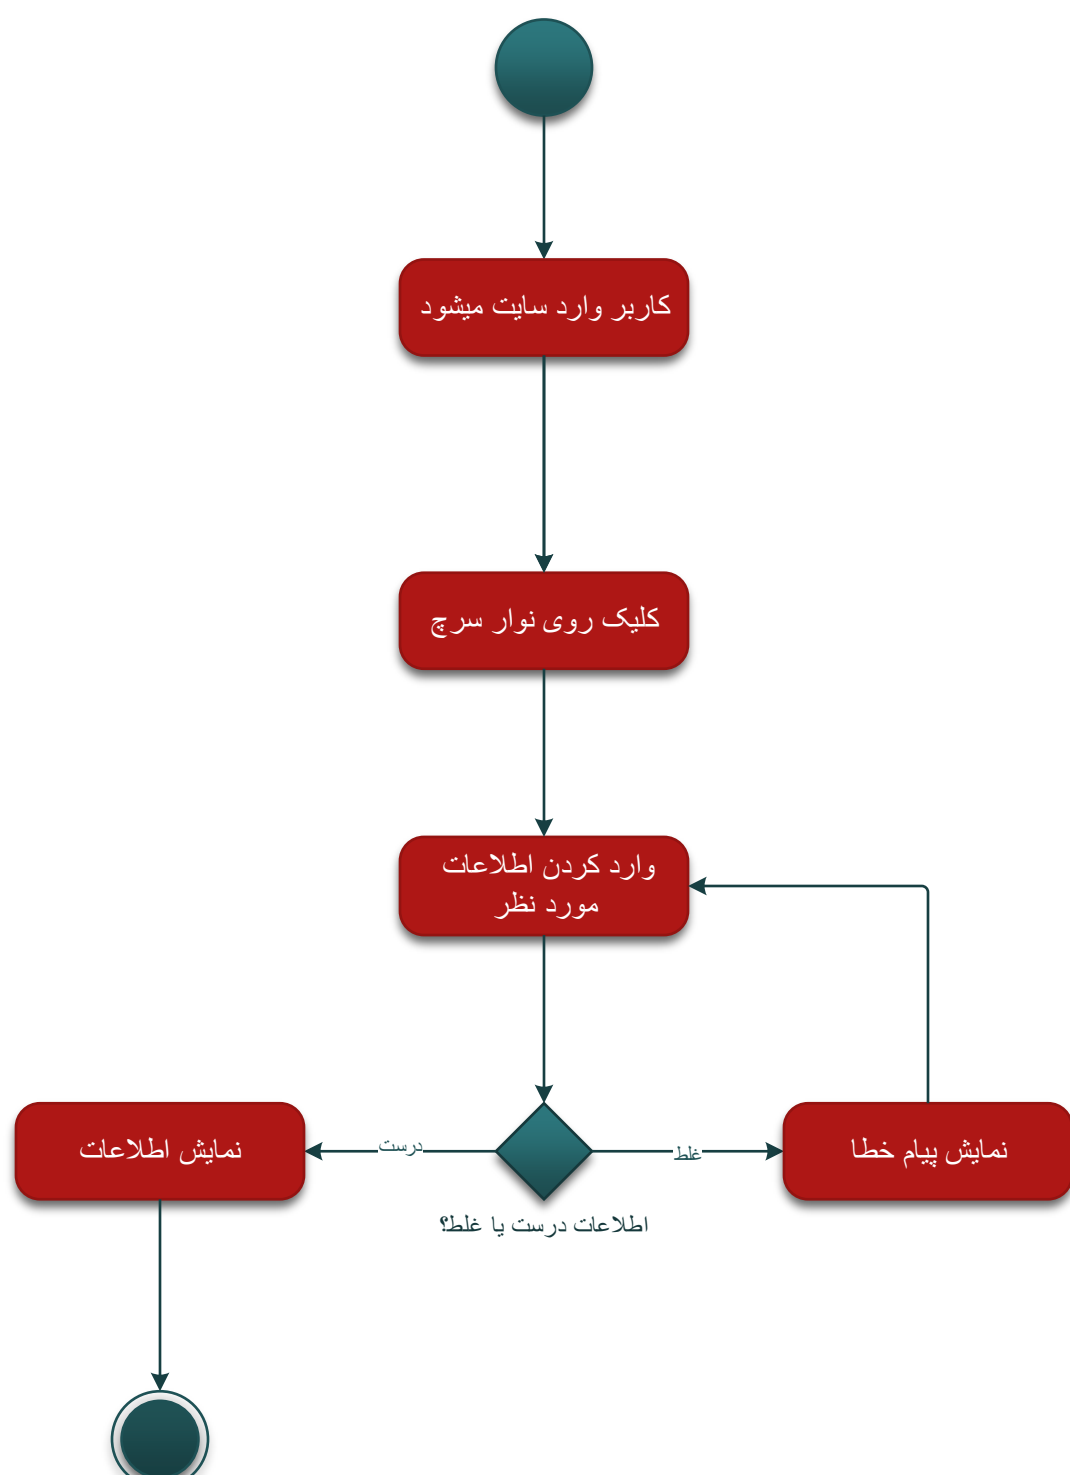 کاربر وارد سایت میشود
کلیک روی نوار سرچ
وارد کردن اطلاعات
مورد نظر
نمایش پیام خطا
غلط
درست
نمایش اطلاعات
اطلاعات درست یا غلط؟